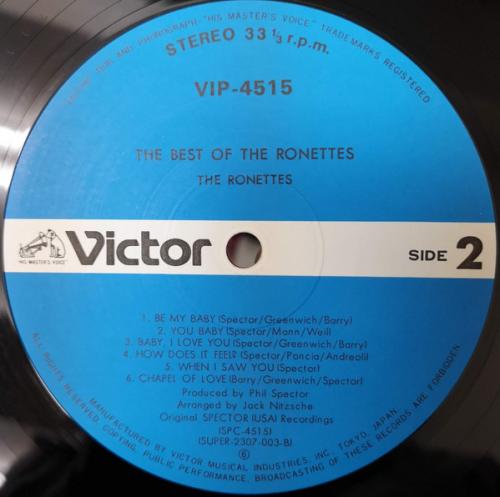 "HIS MASTER'S VOICE" TRADEMARKS REGISTERED
STEREO 33 1/3 r.p.m.
VIP-4515
THE BEST OF THE RONETTES
THE RONETTES
"HIS MASTER'S VOICE"
Victor
SIDE 2
1. BE MY BABY (Spector/Greenwich/Barry)
2. YOU BABY (Spector/Mann/Weill)
3. BABY, I LOVE YOU (Spector/Greenwich/Barry)
4. HOW DOES IT FEEL? (Spector/Poncia/Andreoli)
5. WHEN I SAW YOU (Spector)
6. CHAPEL OF LOVE (Barry/Greenwich/Spector)
Produced by Phil Spector
Arranged by Jack Nitzsche
Original SPECTOR (USA) Recordings
(SPC-4515)
(SUPER-2307-003-B)
6
MANUFACTURED BY VICTOR MUSICAL INDUSTRIES, INC. TOKYO, JAPAN
ALL RIGHTS RESERVED. COPYING, PUBLIC PERFORMANCE, BROADCASTING OF THESE RECORDS ARE FORBIDDEN